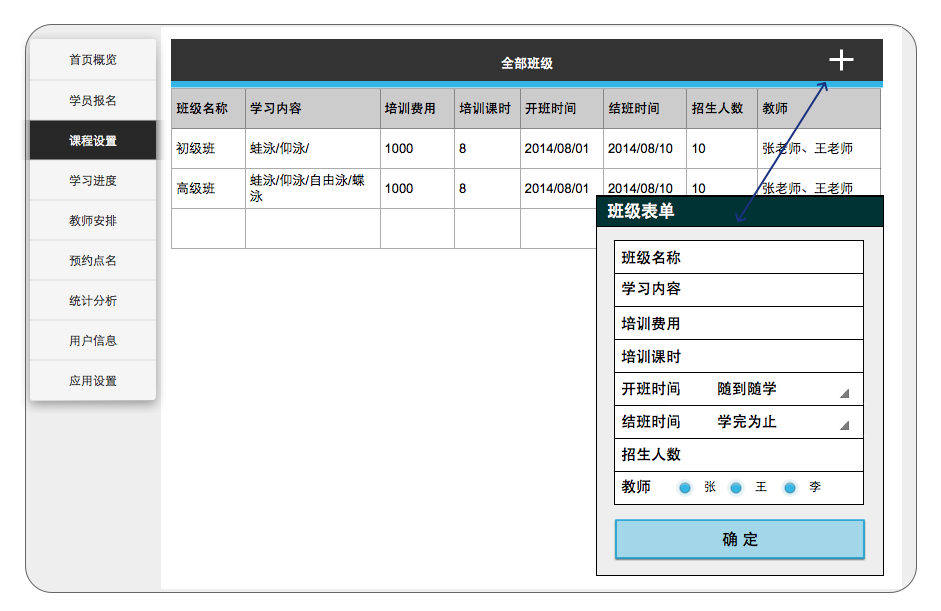 首页概览
学员报名
课程设置
学习进度
教师安排
预约点名
统计分析
用户信息
应用设置
全部班级
班级名称 学习内容 培训费用 培训课时 开班时间 结班时间 招生人数 教师
初级班 蛙泳/仰泳/ 1000 8 2014/08/01 2014/08/10 10 张老师、王老师
高级班 蛙泳/仰泳/自由泳/蝶 1000 8 2014/08/01 2014/08/10 10 张老师、王老师
泳
班级表单
班级名称
学习内容
培训费用
培训课时
开班时间 随到随学
结班时间 学完为止
招生人数
教师 张 王 李
确 定